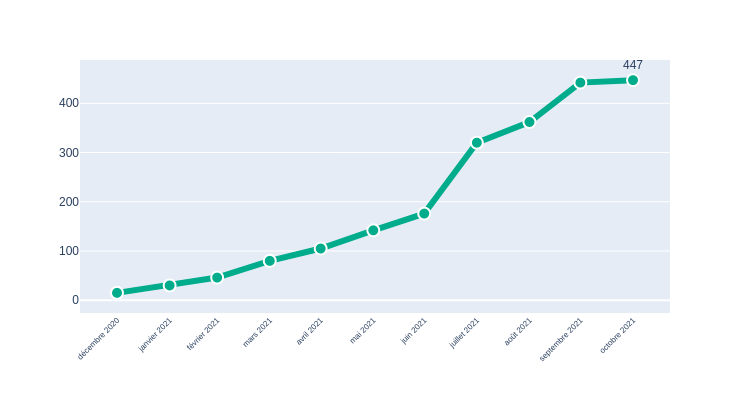 447
400
300
200
100
0
décembre 2020
janvier 2021
février 2021
mars 2021
avril 2021
mai 2021
juin 2021
juillet 2021
août 2021
septembre 2021
octobre 2021